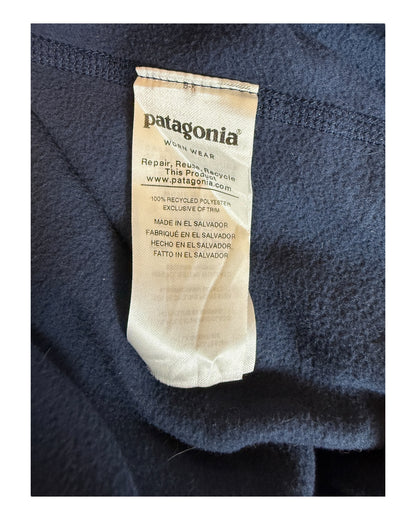 patagonia®
WORN WEAR
Repair, Reuse, Recycle
This Product
www.patagonia.com
100% RECYCLED POLYESTER
EXCLUSIVE OF TRIM
MADE IN EL SALVADOR
FABRIQUÉ EN EL SALVADOR
HECHO EN EL SALVADOR
FATTO IN EL SALVADOR